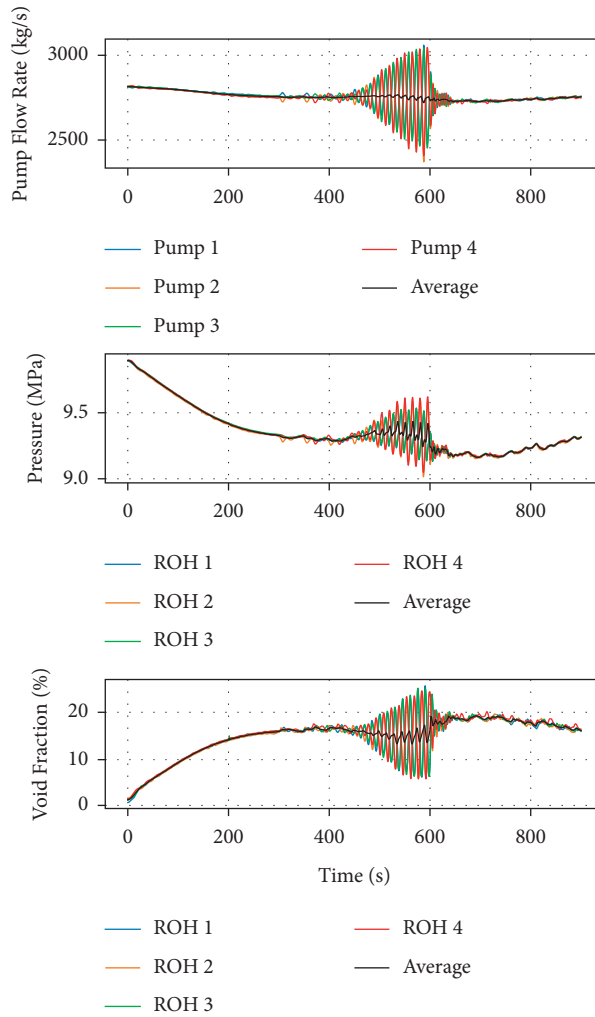 Pump Flow Rate (kg/s)
3000
2500
0 200 400 600 800
Pump 1 Pump 4
Pump 2 Average
Pump 3
Pressure (MPa)
9.5
9.0
0 200 400 600 800
ROH 1 ROH 4
ROH 2 Average
ROH 3
Void Fraction (%)
20
10
0
0 200 400 600 800
Time (s)
ROH 1 ROH 4
ROH 2 Average
ROH 3